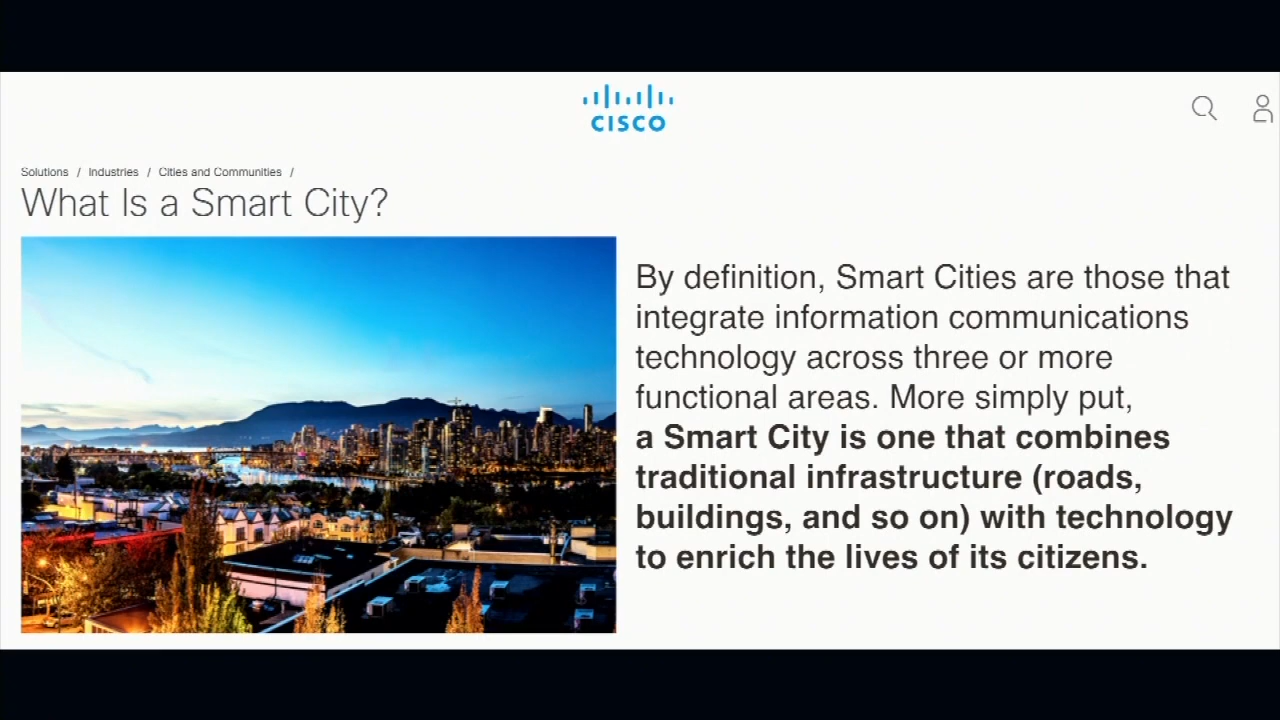 CISCO
Solutions / Industries / Cities and Communities /
What Is a Smart City?
By definition, Smart Cities are those that
integrate information communications
technology across three or more
functional areas. More simply put,
a Smart City is one that combines
traditional infrastructure (roads,
buildings, and so on) with technology
to enrich the lives of its citizens.